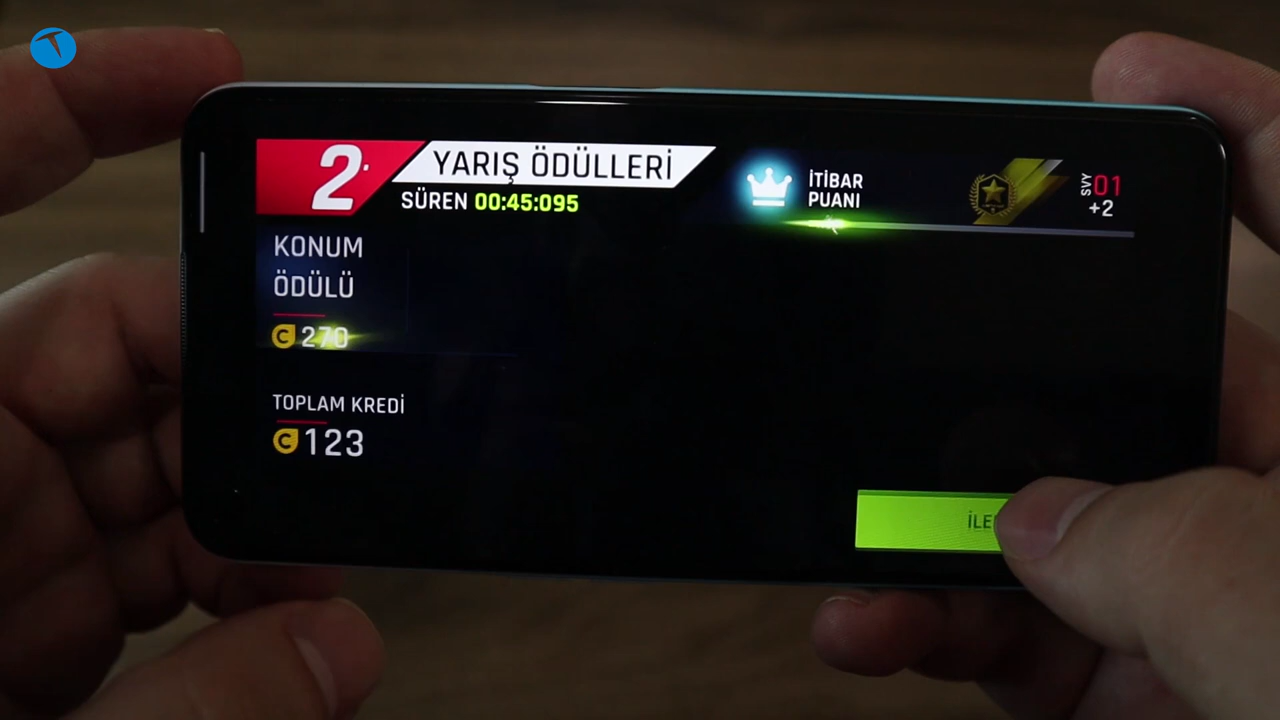 2.
YARIŞ ÖDÜLLERİ
SÜREN 00:45:095
İTİBAR
PUANI
SVY 01
+2
KONUM
ÖDÜLÜ
270
TOPLAM KREDİ
123